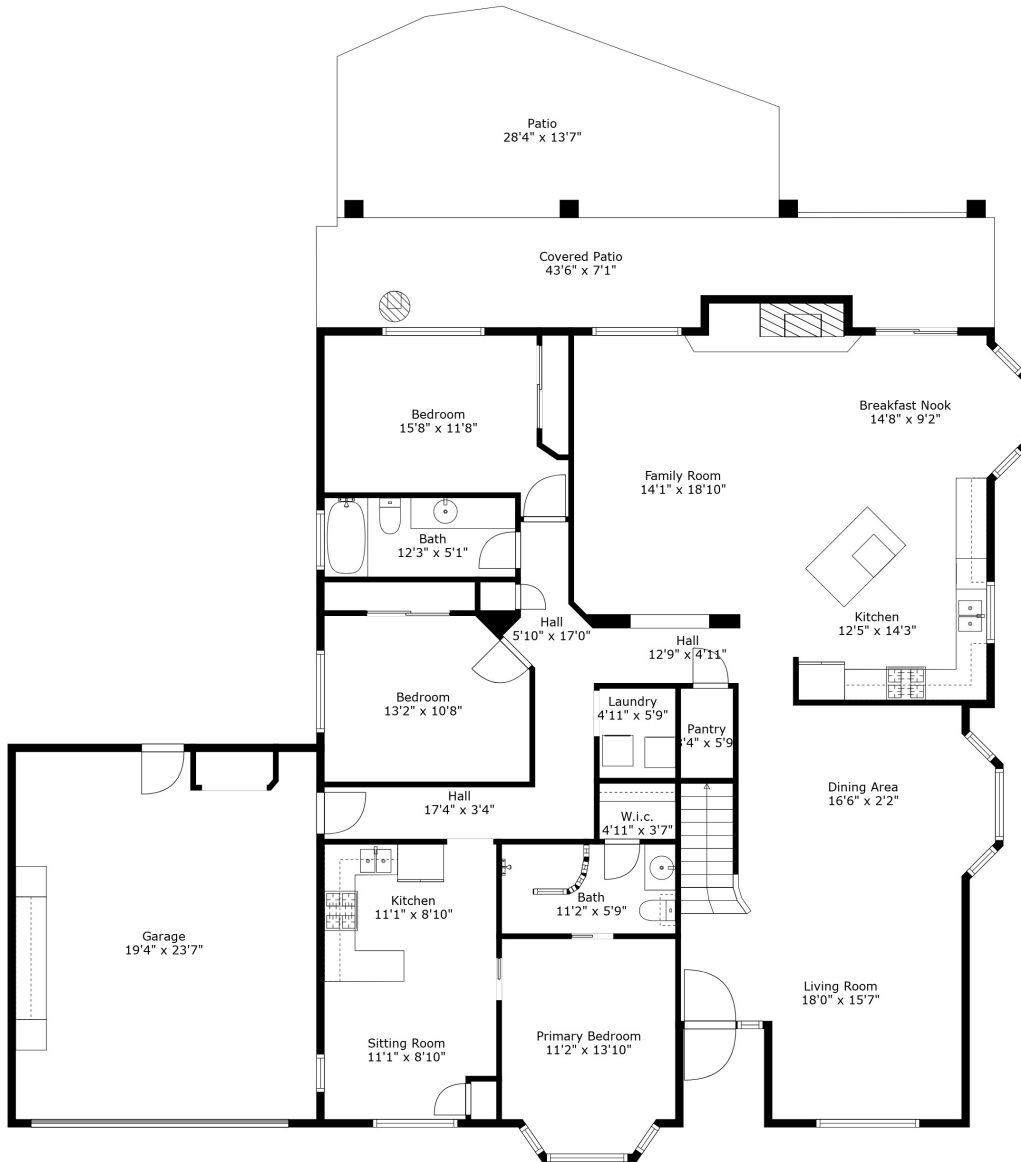 Patio
28'4" x 13'7"
Covered Patio
43'6" x 7'1"
Bedroom
15'8" x 11'8"
Breakfast Nook
14'8" x 9'2"
Family Room
14'1" x 18'10"
Bath
12'3" x 5'1"
Kitchen
12'5" x 14'3"
Hall
5'10" x 17'0"
Hall
12'9" x 4'11"
Bedroom
13'2" x 10'8"
Laundry
4'11" x 5'9"
Pantry
'4" x 5'9
Dining Area
16'6" x 2'2"
Hall
17'4" x 3'4"
W.i.c.
4'11" x 3'7"
Kitchen
11'1" x 8'10"
Bath
11'2" x 5'9"
Garage
19'4" x 23'7"
Living Room
18'0" x 15'7"
Sitting Room
11'1" x 8'10"
Primary Bedroom
11'2" x 13'10"